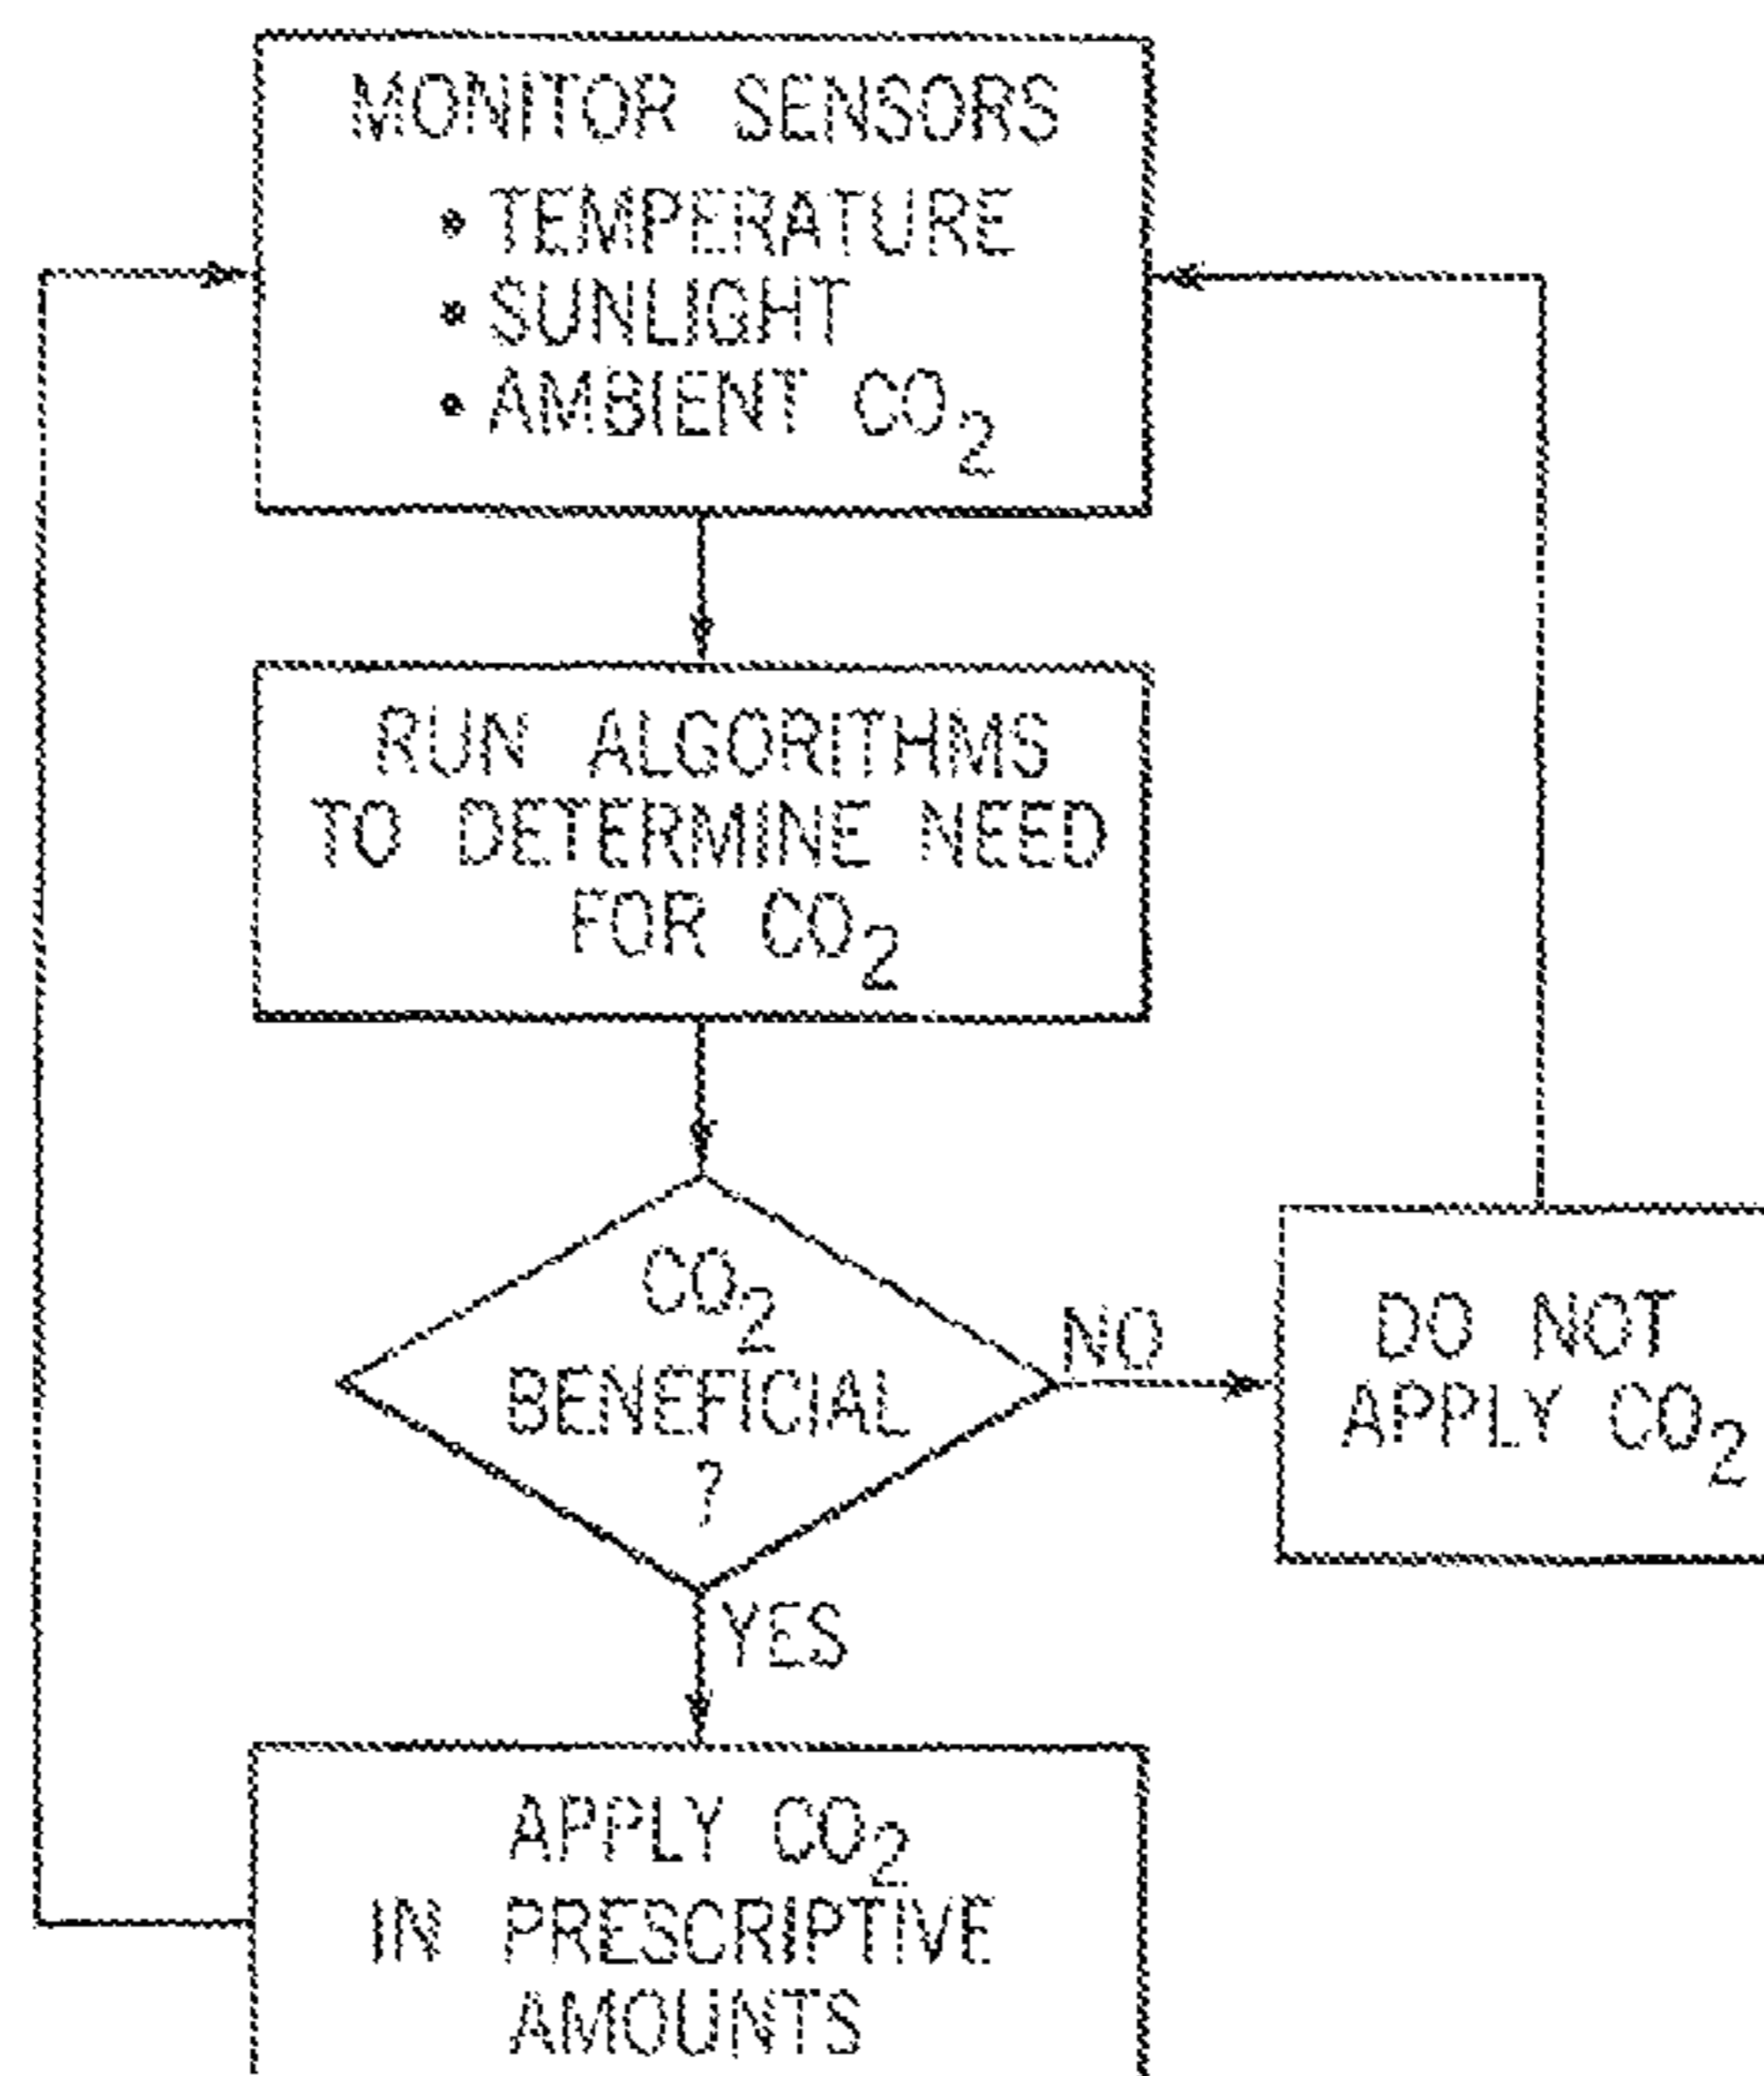 MONITOR SENSORS
• TEMPERATURE
• SUNLIGHT
• AMBIENT CO₂
RUN ALGORITHMS
TO DETERMINE NEED
FOR CO₂
CO₂
BENEFICIAL
?
NO
DO NOT
APPLY CO₂
YES
APPLY CO₂
IN PRESCRIPTIVE
AMOUNTS